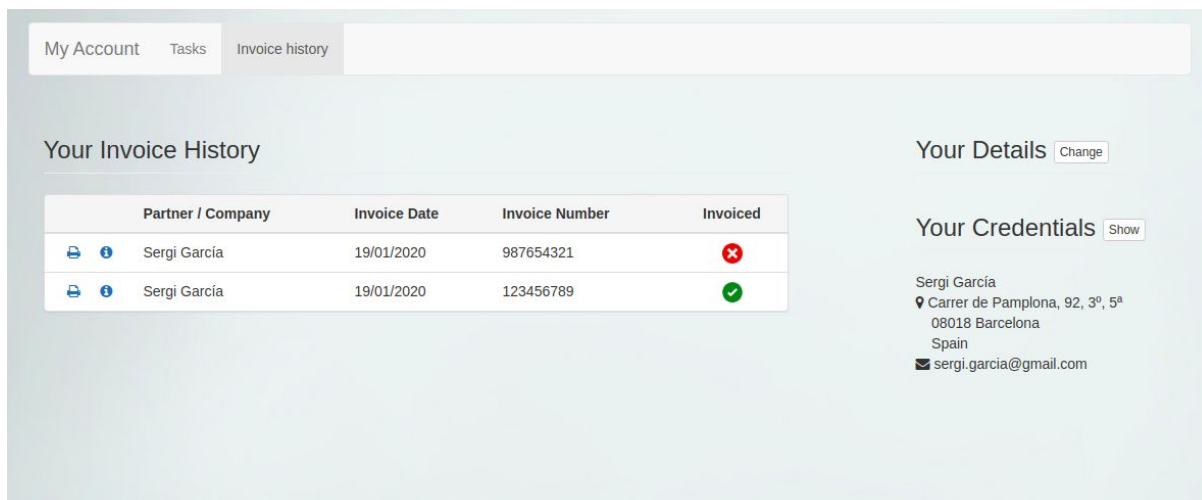 My Account Tasks Invoice history
Your Invoice History
Partner / Company Invoice Date Invoice Number Invoiced
Sergi García 19/01/2020 987654321
Sergi García 19/01/2020 123456789
Your Details Change
Your Credentials Show
Sergi García
Carrer de Pamplona, 92, 3º, 5ª
08018 Barcelona
Spain
sergi.garcia@gmail.com